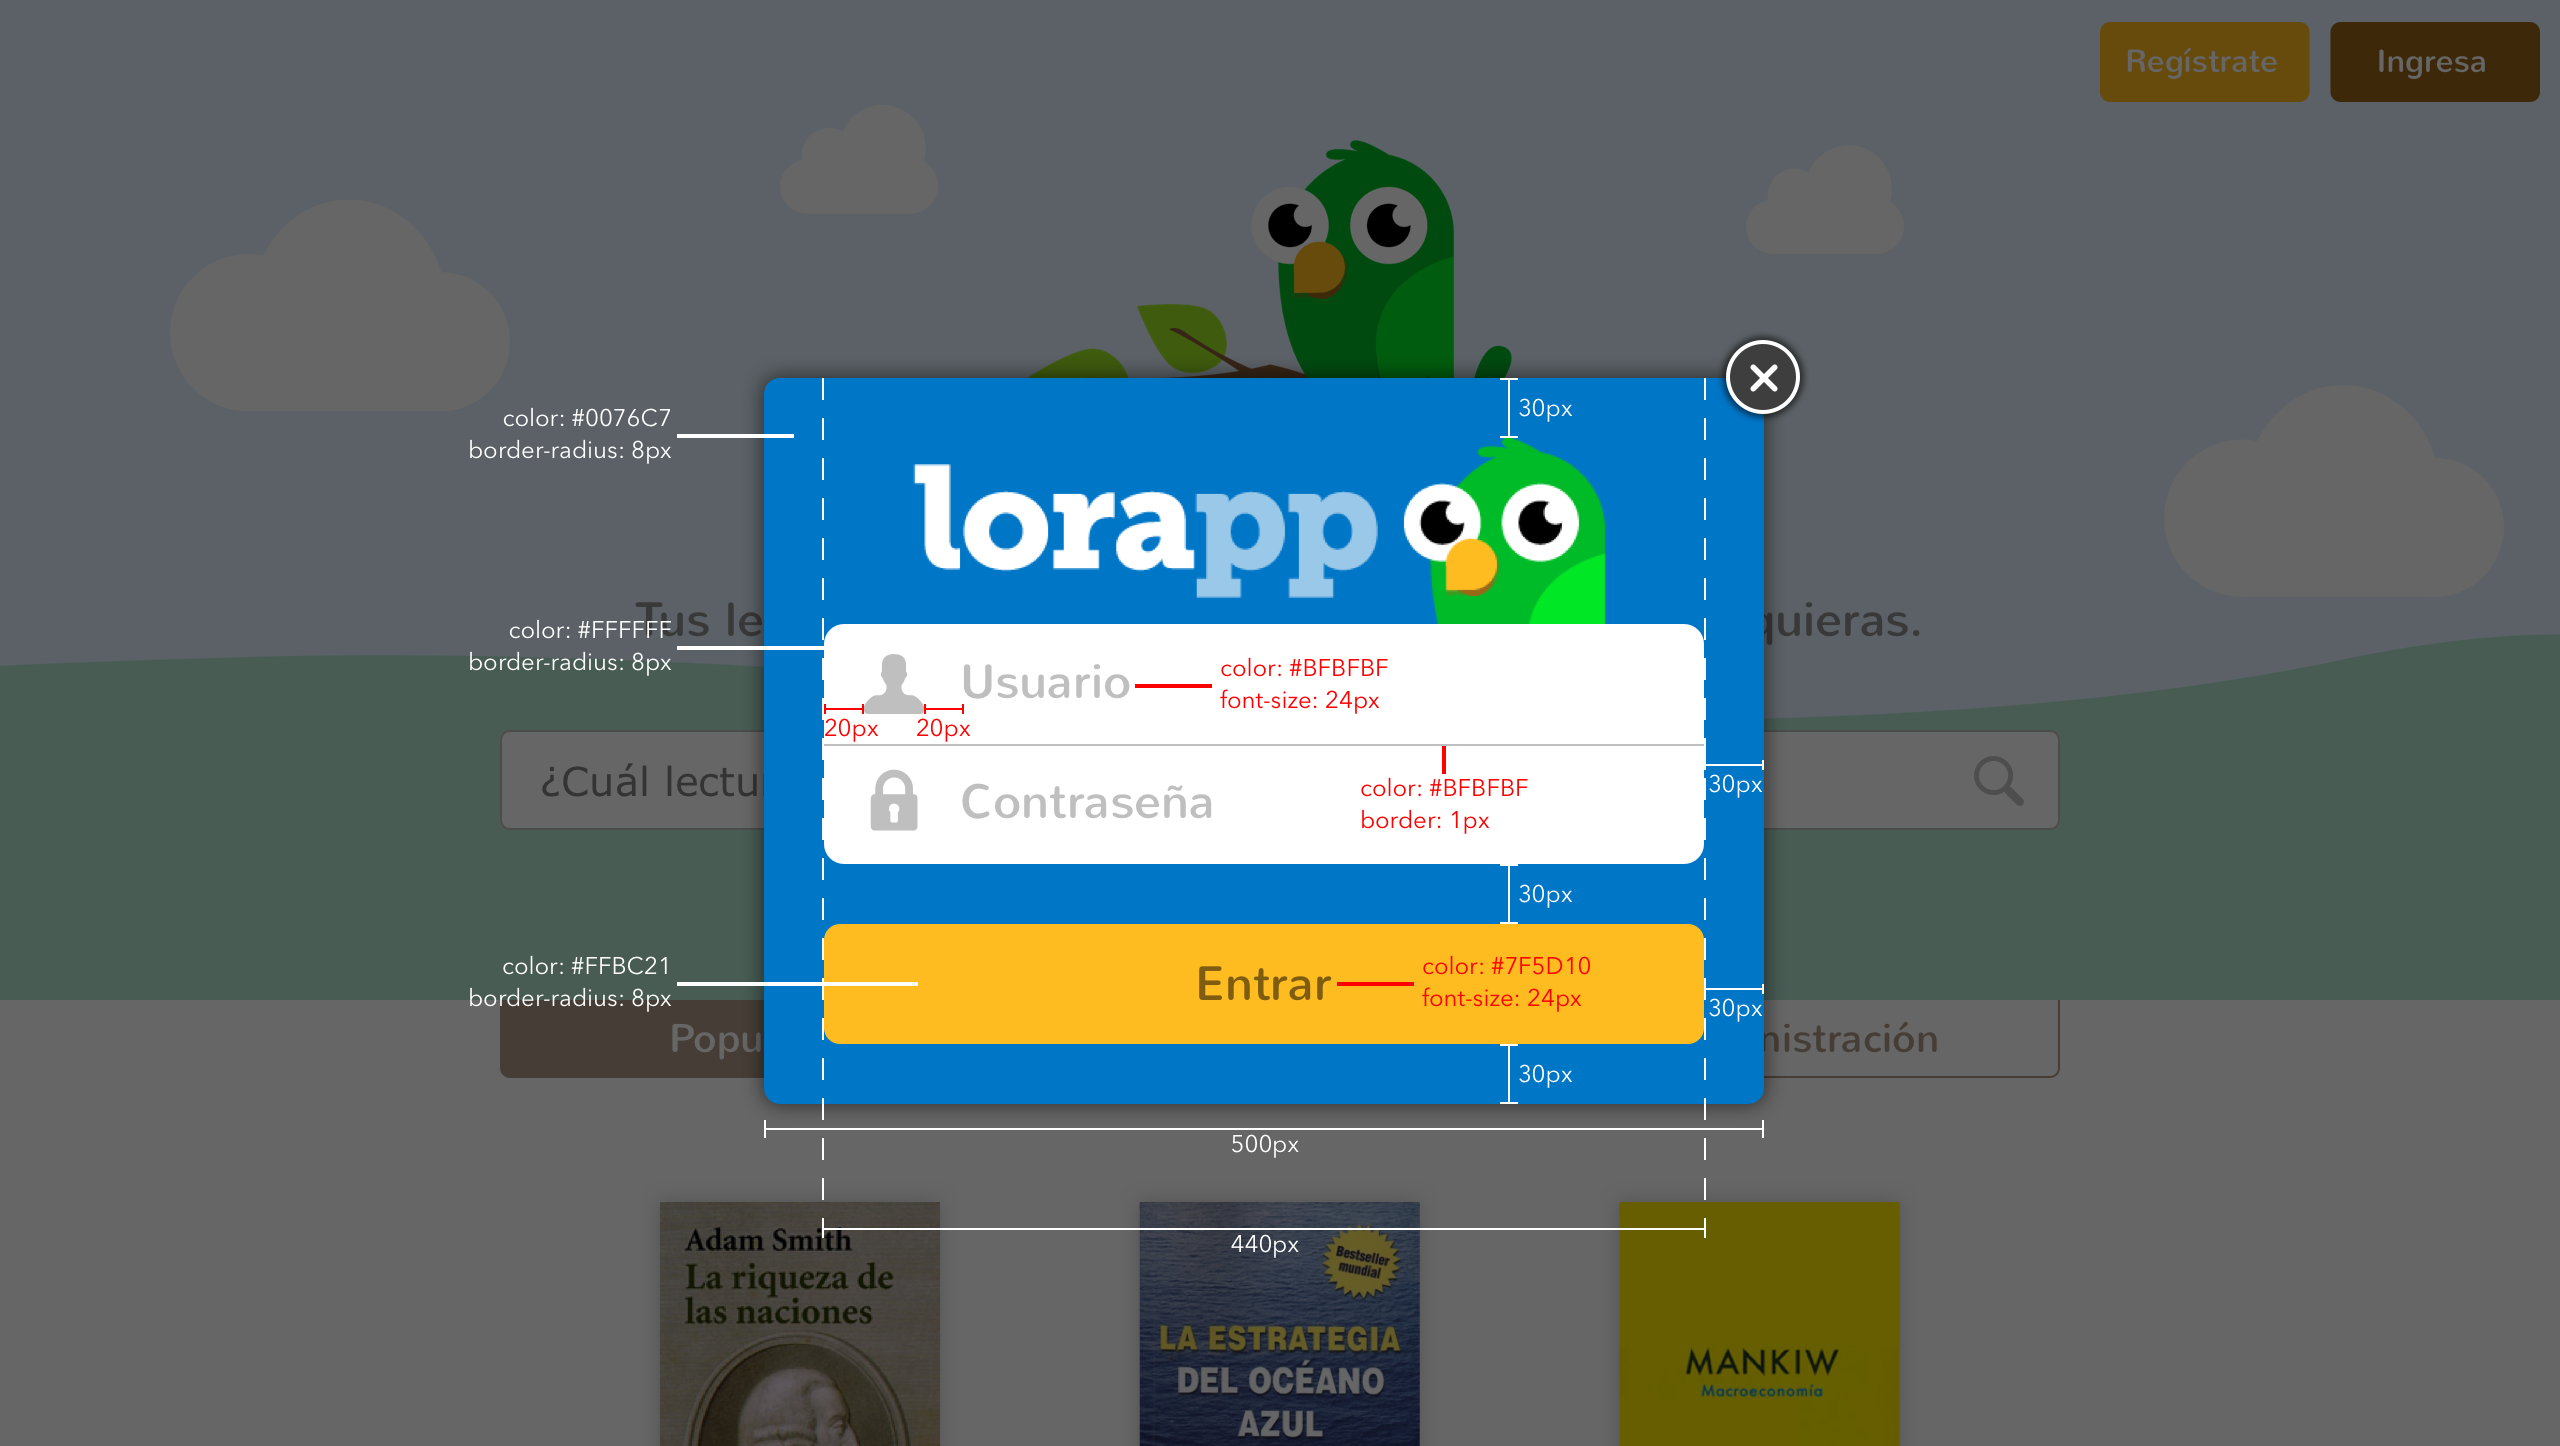 Regístrate
Ingresa
color: #0076C7
border-radius: 8px
30px
lorapp
Tus le
quieras.
color: #FFFFFF
border-radius: 8px
Usuario
color: #BFBFBF
font-size: 24px
20px
20px
¿Cuál lectu
Contraseña
color: #BFBFBF
border: 1px
30px
30px
color: #FFBC21
border-radius: 8px
Entrar
color: #7F5D10
font-size: 24px
30px
Popu
nistración
30px
500px
440px
Adam Smith
La riqueza de
las naciones
Bestseller
mundial
LA ESTRATEGIA
DEL OCÉANO
AZUL
MANKIW
Macroeconomía